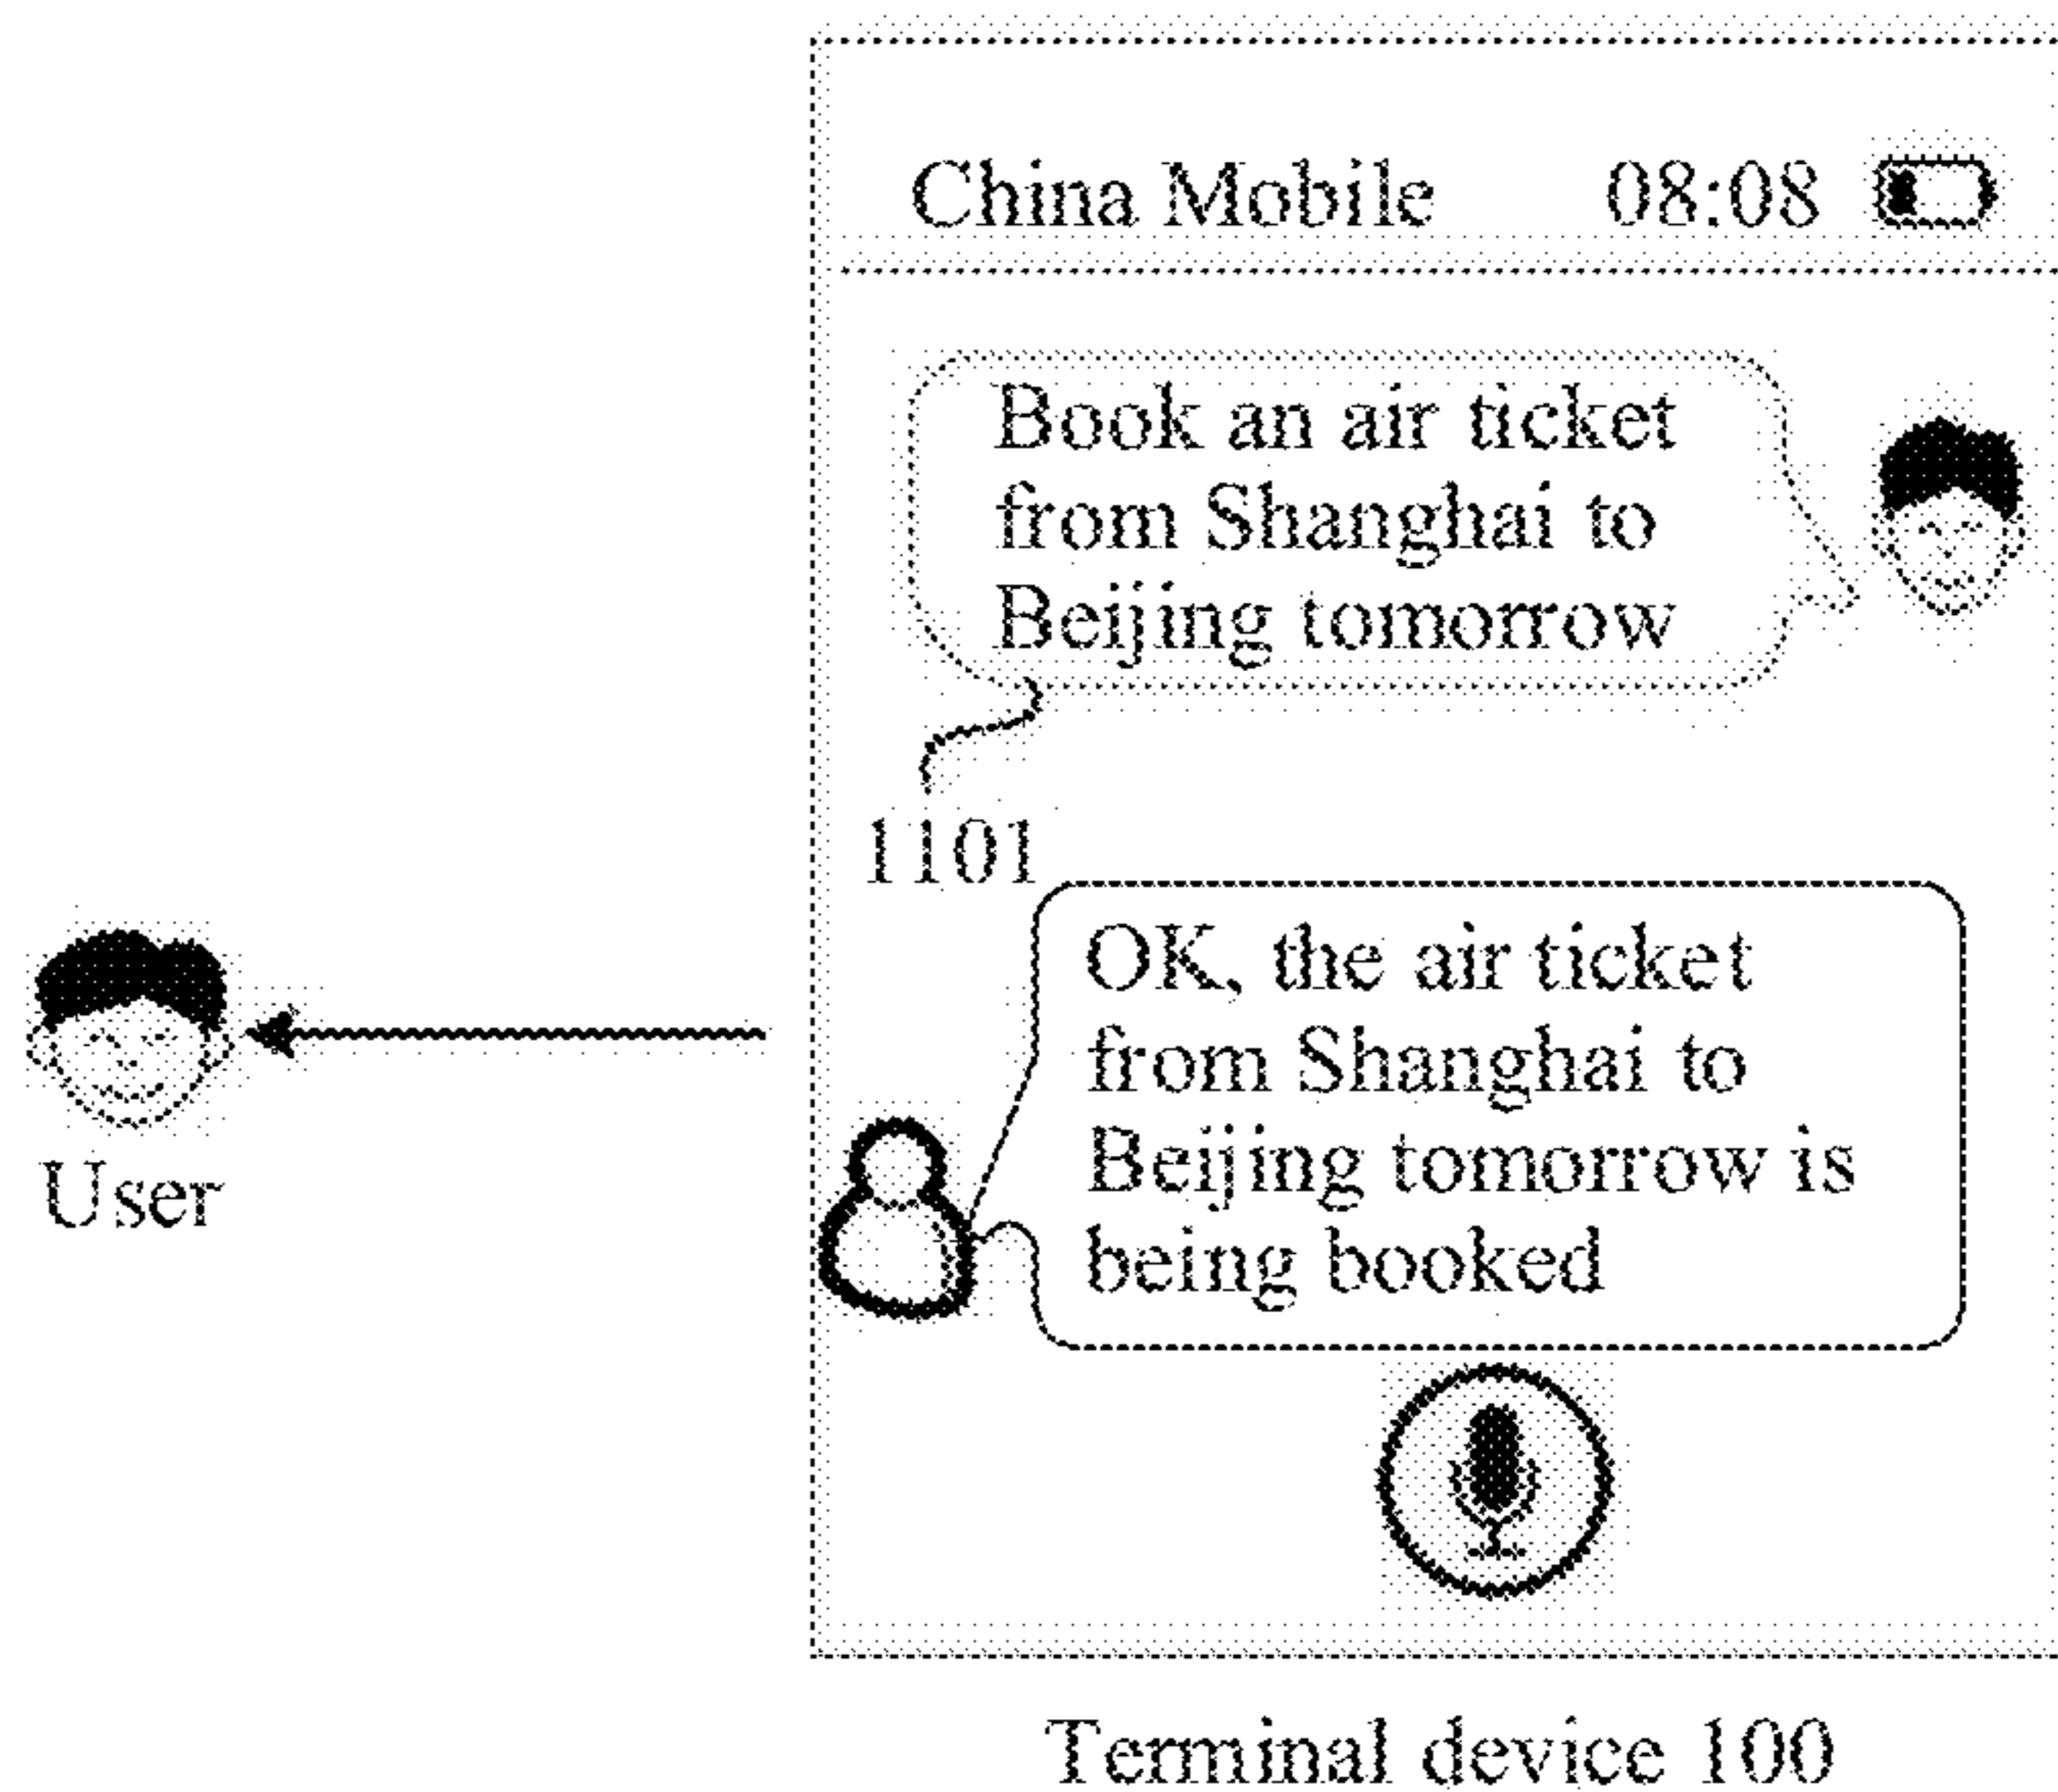 China Mobile 08:08
Book an air ticket
from Shanghai to
Beijing tomorrow
1101
OK, the air ticket
from Shanghai to
Beijing tomorrow is
being booked
User
Terminal device 100